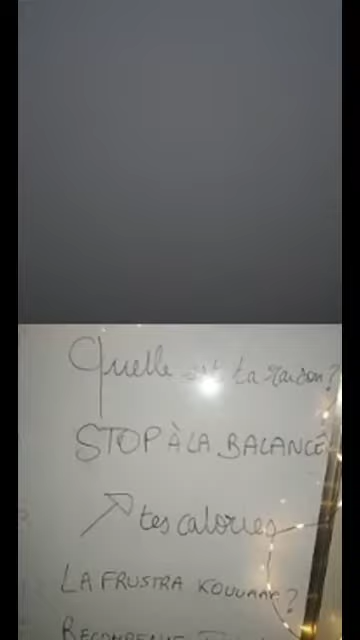 Quelle est ta raison?
STOP À LA BALANCE
↗ tes calories
LA FRUSTRA KOUUAAA?